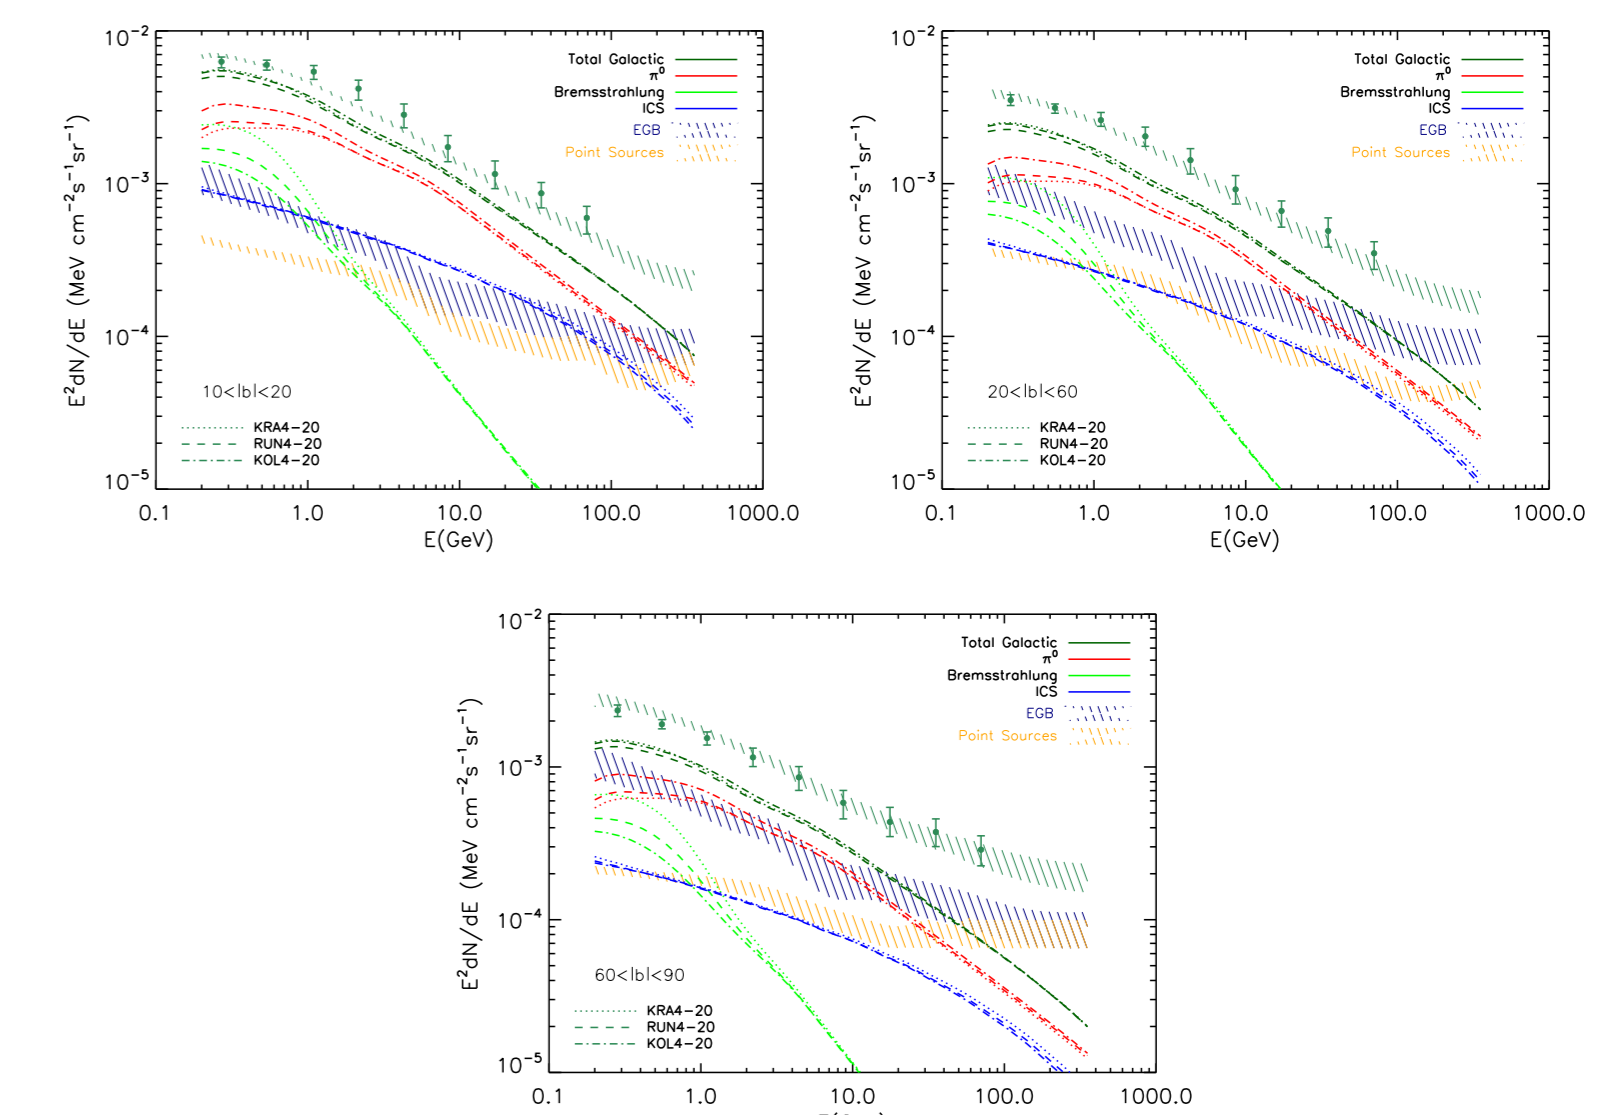 10⁻² 10⁻³ 10⁻⁴ 10⁻⁵
E²dN/dE (MeV cm⁻²s⁻¹sr⁻¹)
Total Galactic
π⁰
Bremsstrahlung
ICS
EGB
Point Sources
10<|b|<20
KRA4-20
RUN4-20
KOL4-20
0.1 1.0 10.0 100.0 1000.0
E(GeV)
10⁻² 10⁻³ 10⁻⁴ 10⁻⁵
E²dN/dE (MeV cm⁻²s⁻¹sr⁻¹)
Total Galactic
π⁰
Bremsstrahlung
ICS
EGB
Point Sources
20<|b|<60
KRA4-20
RUN4-20
KOL4-20
0.1 1.0 10.0 100.0 1000.0
E(GeV)
10⁻² 10⁻³ 10⁻⁴ 10⁻⁵
E²dN/dE (MeV cm⁻²s⁻¹sr⁻¹)
Total Galactic
π⁰
Bremsstrahlung
ICS
EGB
Point Sources
60<|b|<90
KRA4-20
RUN4-20
KOL4-20
0.1 1.0 10.0 100.0 1000.0